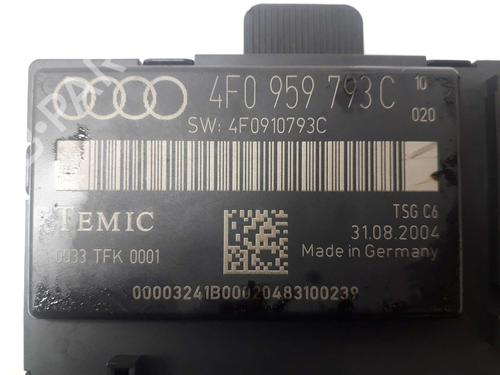 4F0 959 793 C 10
020
SW: 4F0910793C
TEMIC
TSG C6
31.08.2004
0033 TFK 0001
Made in Germany
00003241B00020483100239